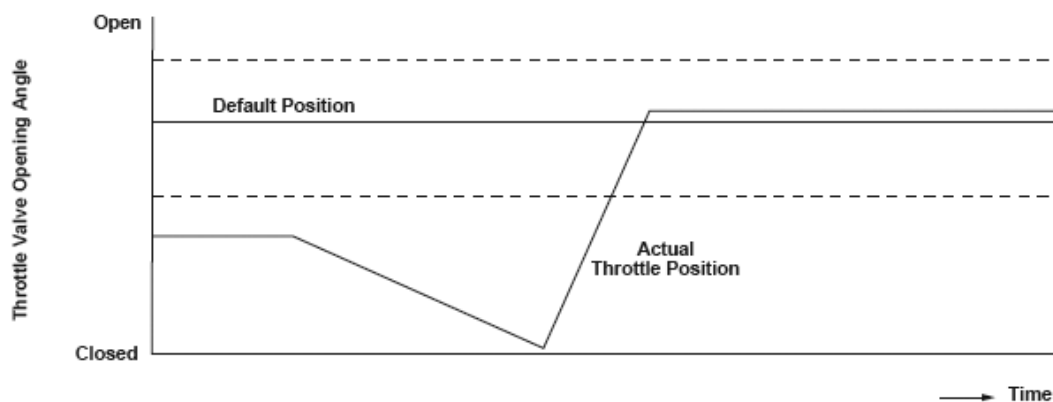 Open
Throttle Valve Opening Angle
Default Position
Actual
Throttle Position
Closed
Time